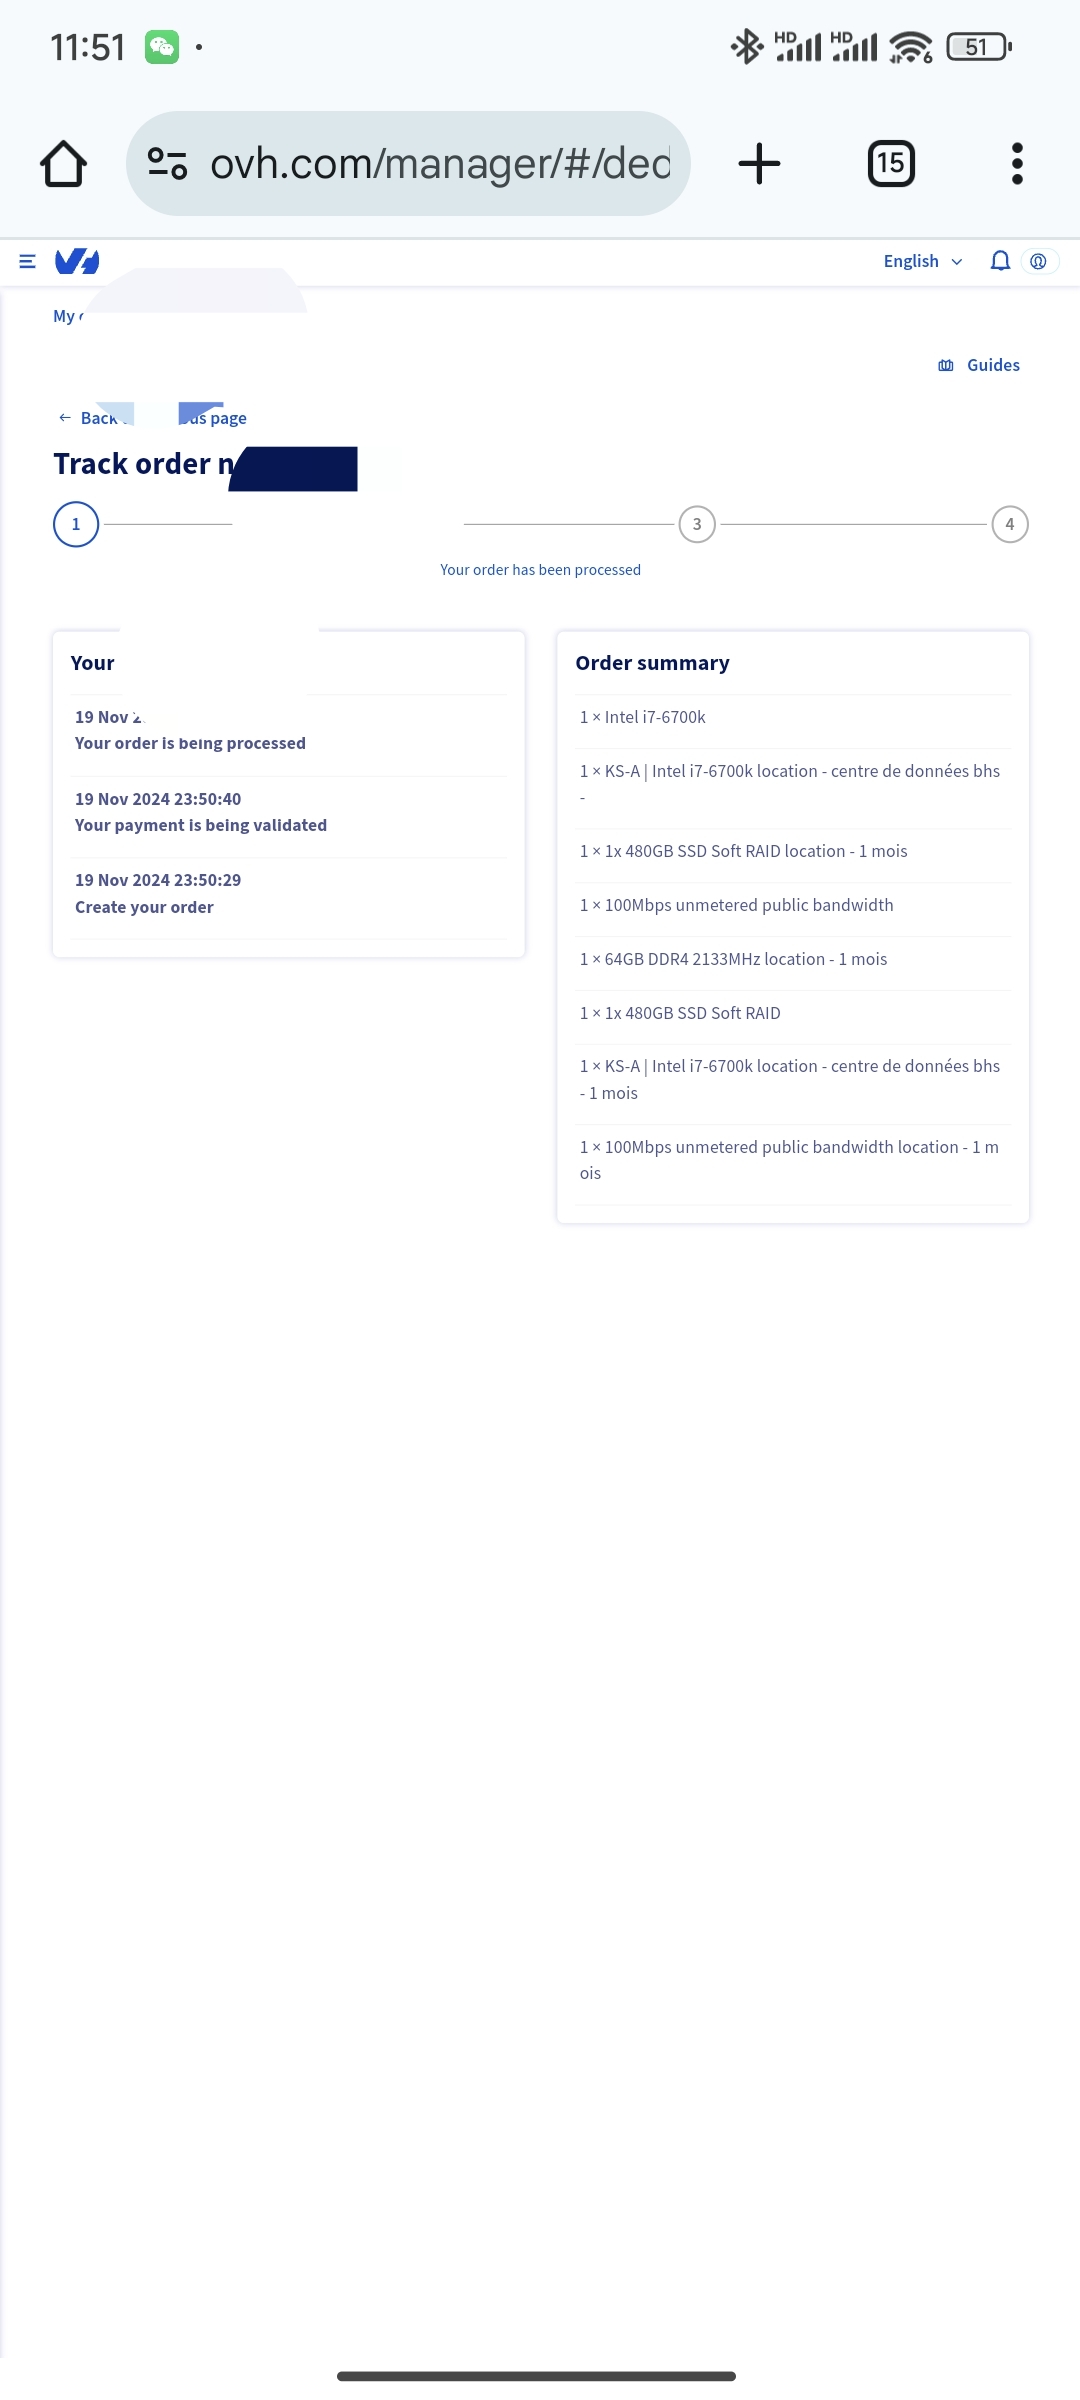 11:51
HD HD 6 51
ovh.com/manager/#/ded
15
English
My
Guides
Back us page
Track order n
1 3 4
Your order has been processed
Your
19 Nov 2
Your order is being processed
19 Nov 2024 23:50:40
Your payment is being validated
19 Nov 2024 23:50:29
Create your order
Order summary
1 × Intel i7-6700k
1 × KS-A | Intel i7-6700k location - centre de données bhs
-
1 × 1x 480GB SSD Soft RAID location - 1 mois
1 × 100Mbps unmetered public bandwidth
1 × 64GB DDR4 2133MHz location - 1 mois
1 × 1x 480GB SSD Soft RAID
1 × KS-A | Intel i7-6700k location - centre de données bhs
- 1 mois
1 × 100Mbps unmetered public bandwidth location - 1 m
ois